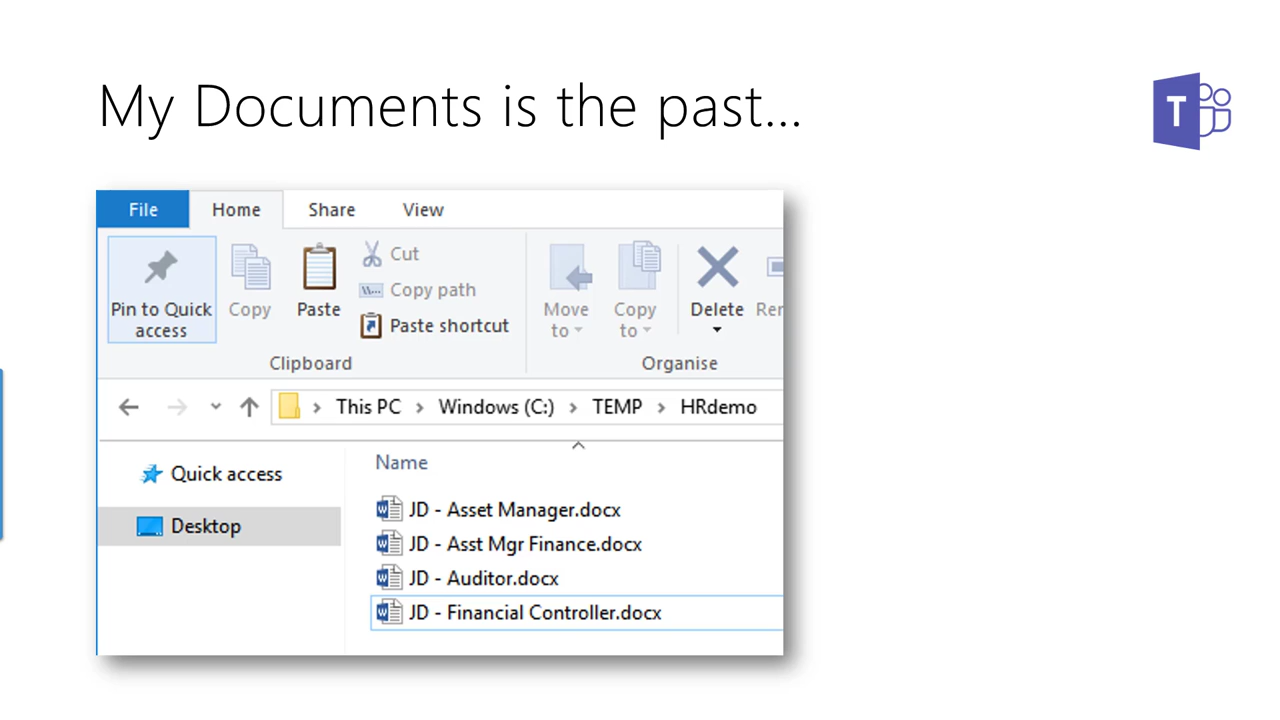 My Documents is the past...
T
File Home Share View
Pin to Quick access
Copy
Paste
Cut
Copy path
Paste shortcut
Move to
Copy to
Delete
Ren
Clipboard
Organise
This PC > Windows (C:) > TEMP > HRdemo
Quick access
Desktop
Name
JD - Asset Manager.docx
JD - Asst Mgr Finance.docx
JD - Auditor.docx
JD - Financial Controller.docx